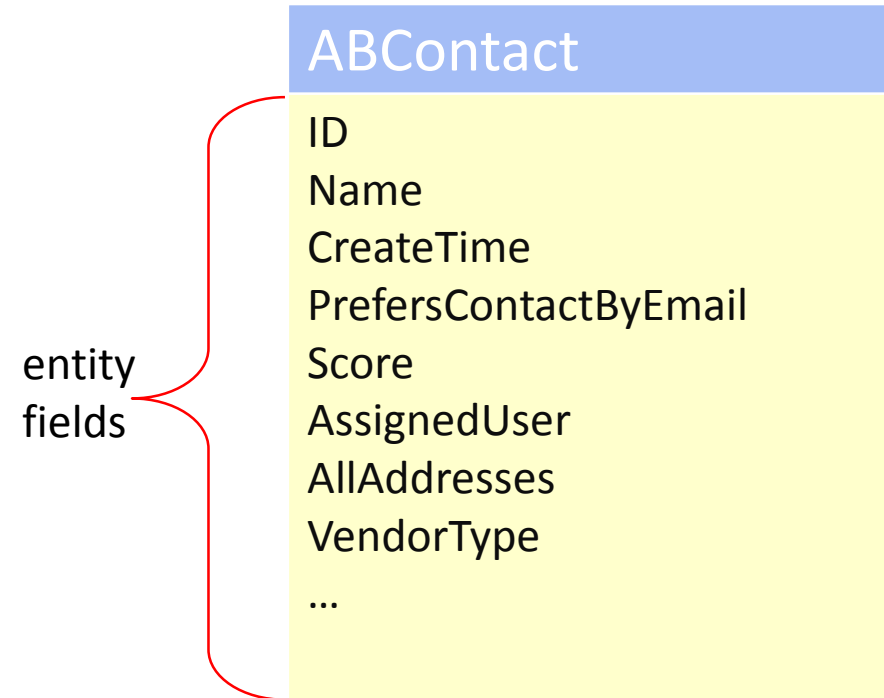 ABContact
ID
Name
CreateTime
PrefersContactByEmail
Score
AssignedUser
AllAddresses
VendorType
…
entity
fields